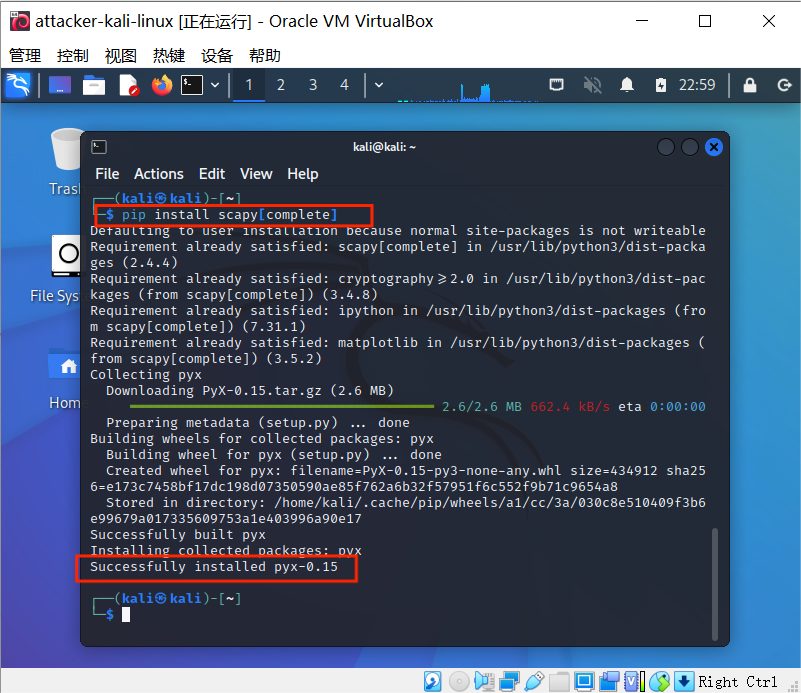 attacker-kali-linux [正在运行] - Oracle VM VirtualBox
管理 控制 视图 热键 设备 帮助
1 2 3 4 22:59
Trash
File Sys
Hom
kali@kali: ~
File Actions Edit View Help
┌──(kali㉿kali)-[~]
└─$ pip install scapy[complete]
Defaulting to user installation because normal site-packages is not writeable
Requirement already satisfied: scapy[complete] in /usr/lib/python3/dist-packa
ges (2.4.4)
Requirement already satisfied: cryptography≥2.0 in /usr/lib/python3/dist-pac
kages (from scapy[complete]) (3.4.8)
Requirement already satisfied: ipython in /usr/lib/python3/dist-packages (fro
m scapy[complete]) (7.31.1)
Requirement already satisfied: matplotlib in /usr/lib/python3/dist-packages (
from scapy[complete]) (3.5.2)
Collecting pyx
Downloading PyX-0.15.tar.gz (2.6 MB)
2.6/2.6 MB 662.4 kB/s eta 0:00:00
Preparing metadata (setup.py) ... done
Building wheels for collected packages: pyx
Building wheel for pyx (setup.py) ... done
Created wheel for pyx: filename=PyX-0.15-py3-none-any.whl size=434912 sha25
6=e173c7458bf17dc198d07350590ae85f762a6b32f57951f6c552f9b71c9654a8
Stored in directory: /home/kali/.cache/pip/wheels/a1/cc/3a/030c8e510409f3b6
e99679a017335609753a1e403996a90e17
Successfully built pyx
Installing collected packages: pyx
Successfully installed pyx-0.15
┌──(kali㉿kali)-[~]
└─$
Right Ctrl